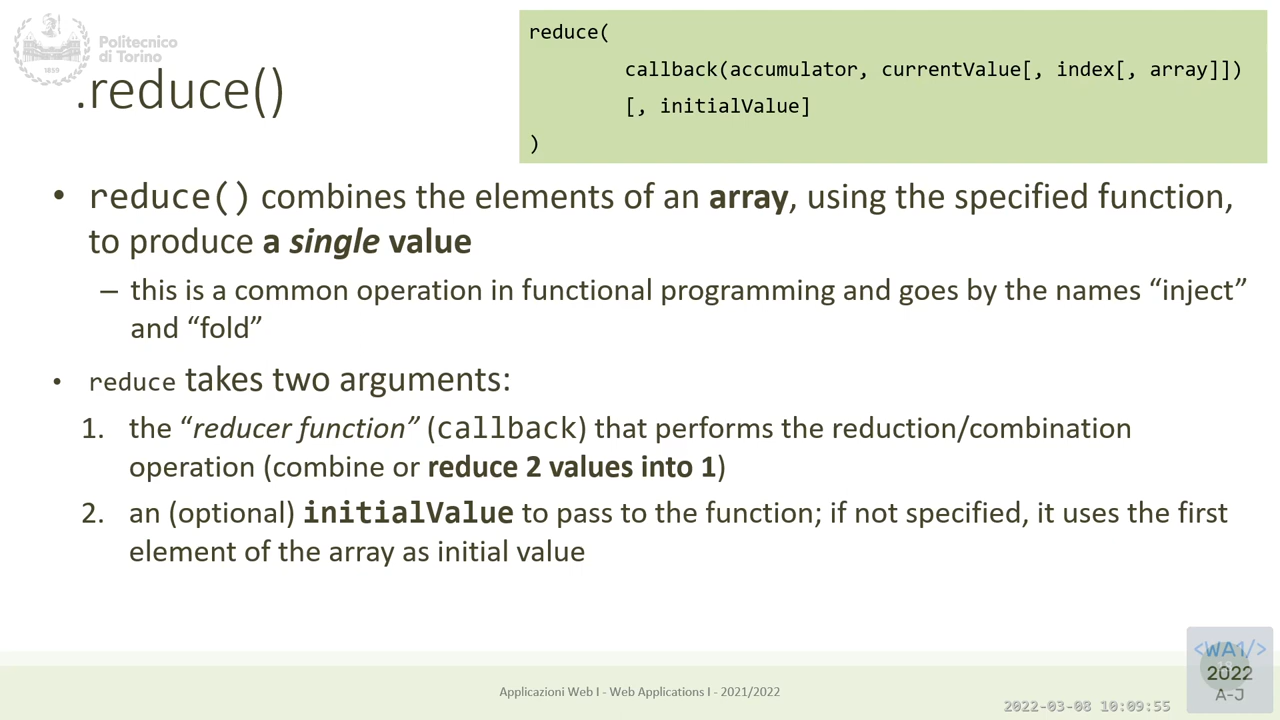 Politecnico
di Torino
1859
.reduce()
reduce(
callback(accumulator, currentValue[, index[, array]])
[, initialValue]
)
• reduce() combines the elements of an array, using the specified function,
to produce a single value
– this is a common operation in functional programming and goes by the names “inject”
and “fold”
• reduce takes two arguments:
1. the “reducer function” (callback) that performs the reduction/combination
operation (combine or reduce 2 values into 1)
2. an (optional) initialValue to pass to the function; if not specified, it uses the first
element of the array as initial value
Applicazioni Web I - Web Applications I - 2021/2022
2022-03-08 10:09:55
<WA1/>
2022
A-J